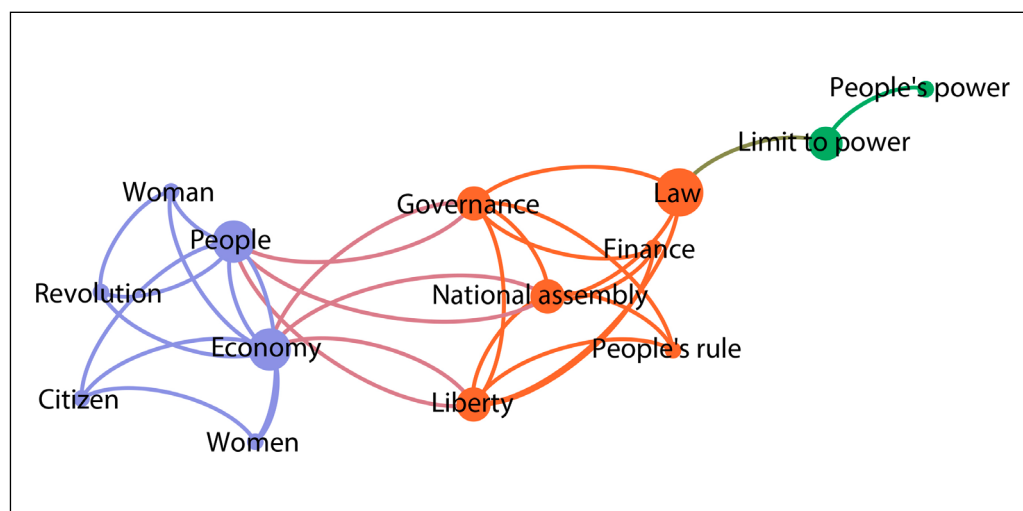 People's power
Limit to power
Woman
Law
Governance
People
Finance
Revolution
National assembly
Economy
People's rule
Citizen
Liberty
Women